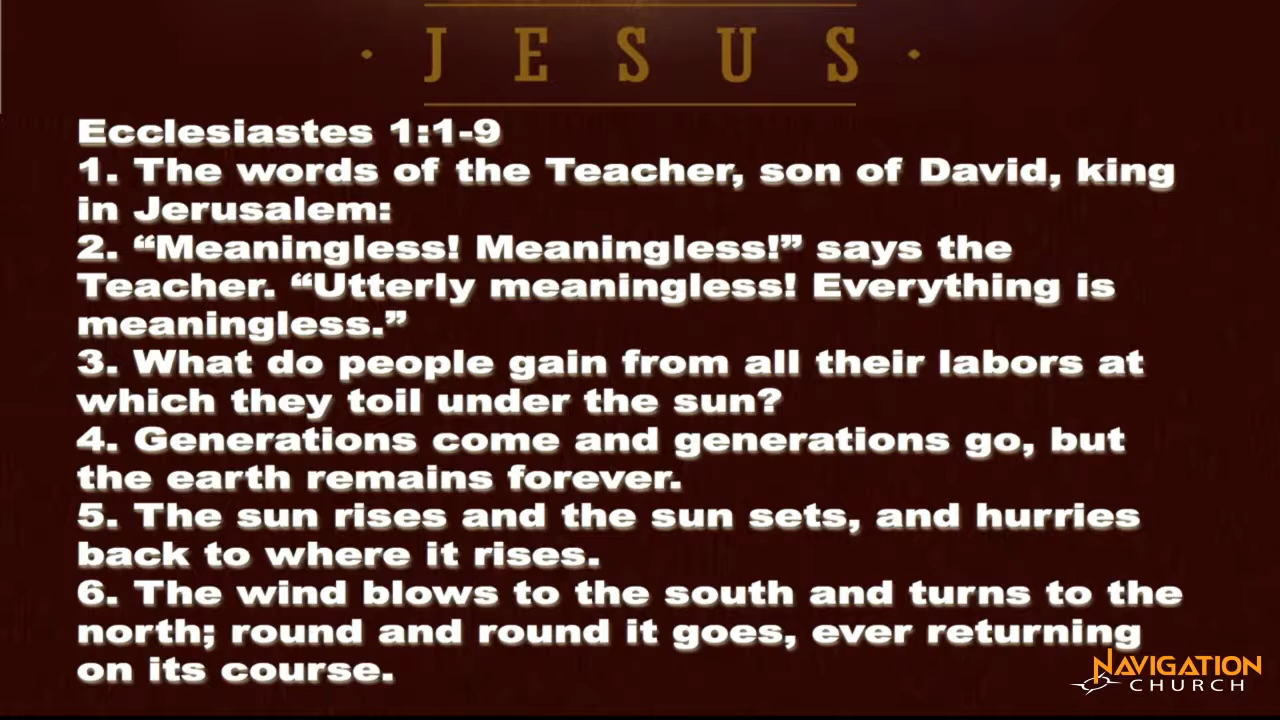 · JESUS ·
Ecclesiastes 1:1-9
1. The words of the Teacher, son of David, king
in Jerusalem:
2. “Meaningless! Meaningless!” says the
Teacher. “Utterly meaningless! Everything is
meaningless.”
3. What do people gain from all their labors at
which they toil under the sun?
4. Generations come and generations go, but
the earth remains forever.
5. The sun rises and the sun sets, and hurries
back to where it rises.
6. The wind blows to the south and turns to the
north; round and round it goes, ever returning
on its course.
NAVIGATION
CHURCH